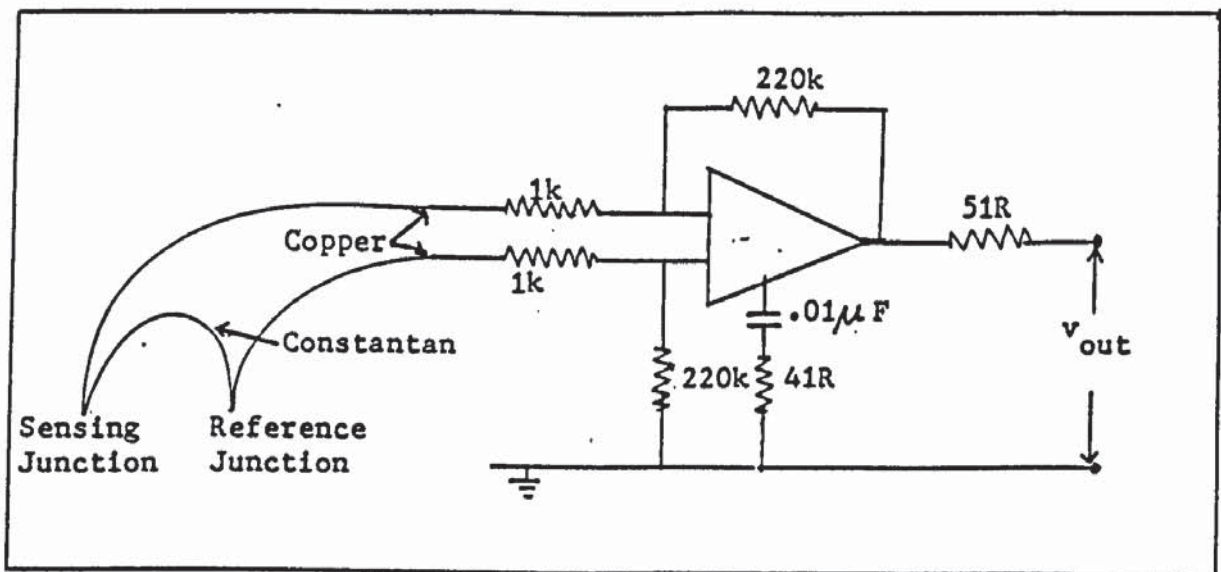 220k
1k
51R
Copper
1k
.01μF
Constantan
v out
220k
41R
Sensing
Junction
Reference
Junction